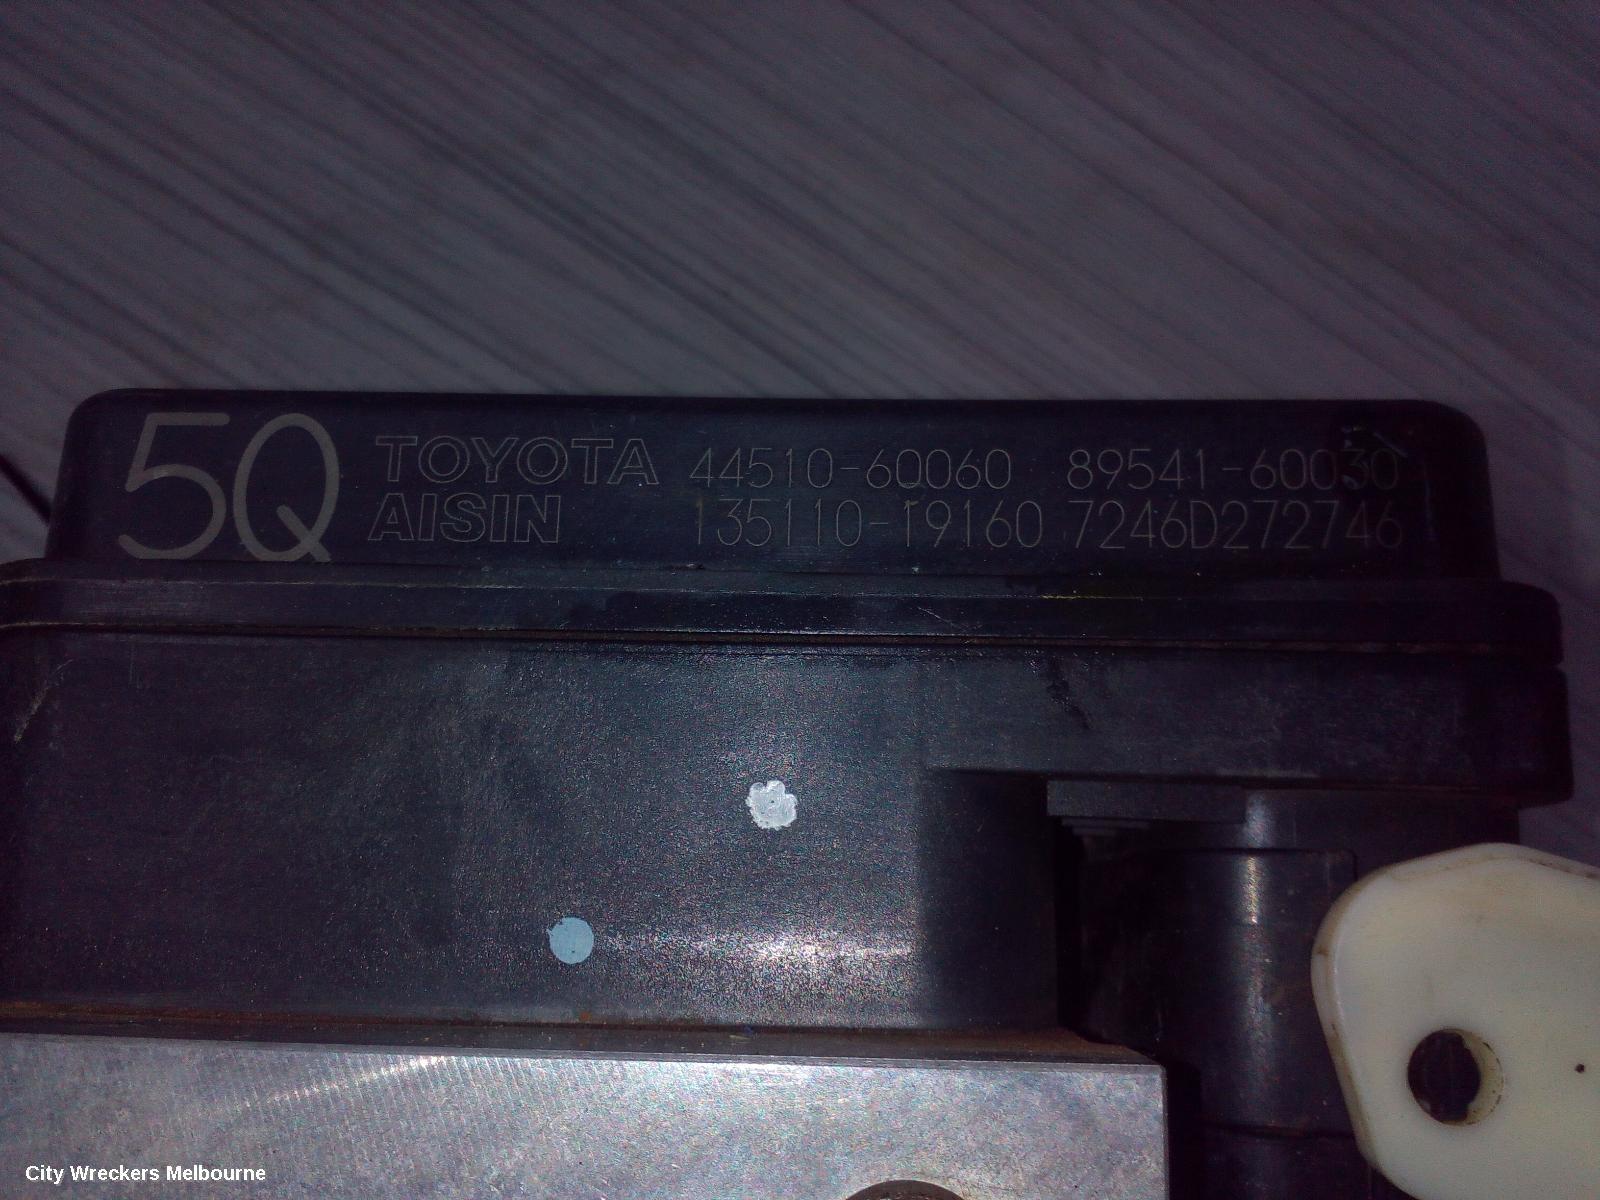 5Q
TOYOTA 44510-60060 89541-60030
AISIN 135110-19160 7246D272746
City Wreckers Melbourne